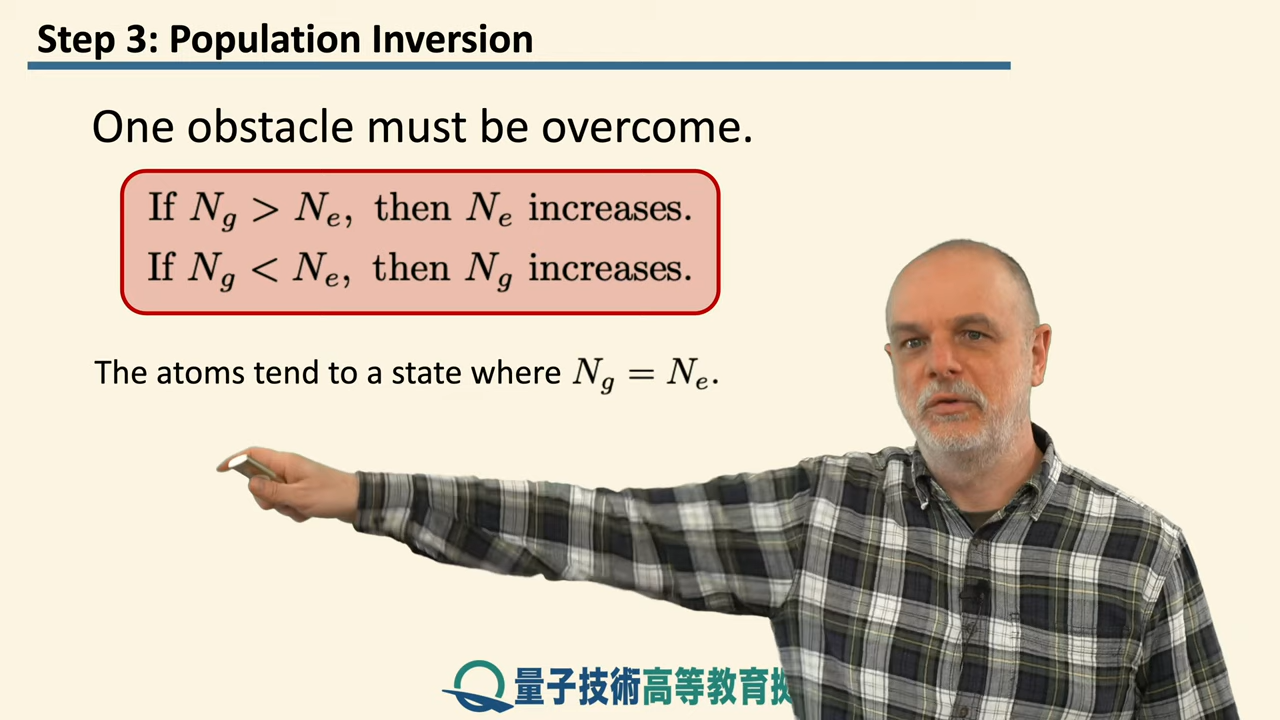 Step 3: Population Inversion
One obstacle must be overcome.
If N_g > N_e, then N_e increases.
If N_g < N_e, then N_g increases.
The atoms tend to a state where N_g = N_e.
量子技術高等教育